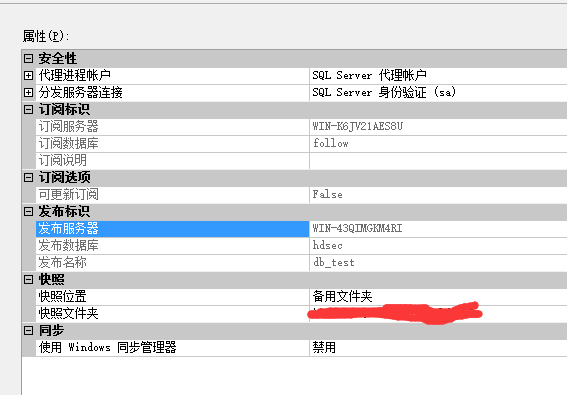 属性(P):
安全性
代理进程帐户 SQL Server 代理帐户
分发服务器连接 SQL Server 身份验证 (sa)
订阅标识
订阅服务器 WIN-K6JV21AES8U
订阅数据库 follow
订阅说明
订阅选项
可更新订阅 False
发布标识
发布服务器 WIN-43QIMGKM4RI
发布数据库 hdsec
发布名称 db_test
快照
快照位置 备用文件夹
快照文件夹
同步
使用 Windows 同步管理器 禁用